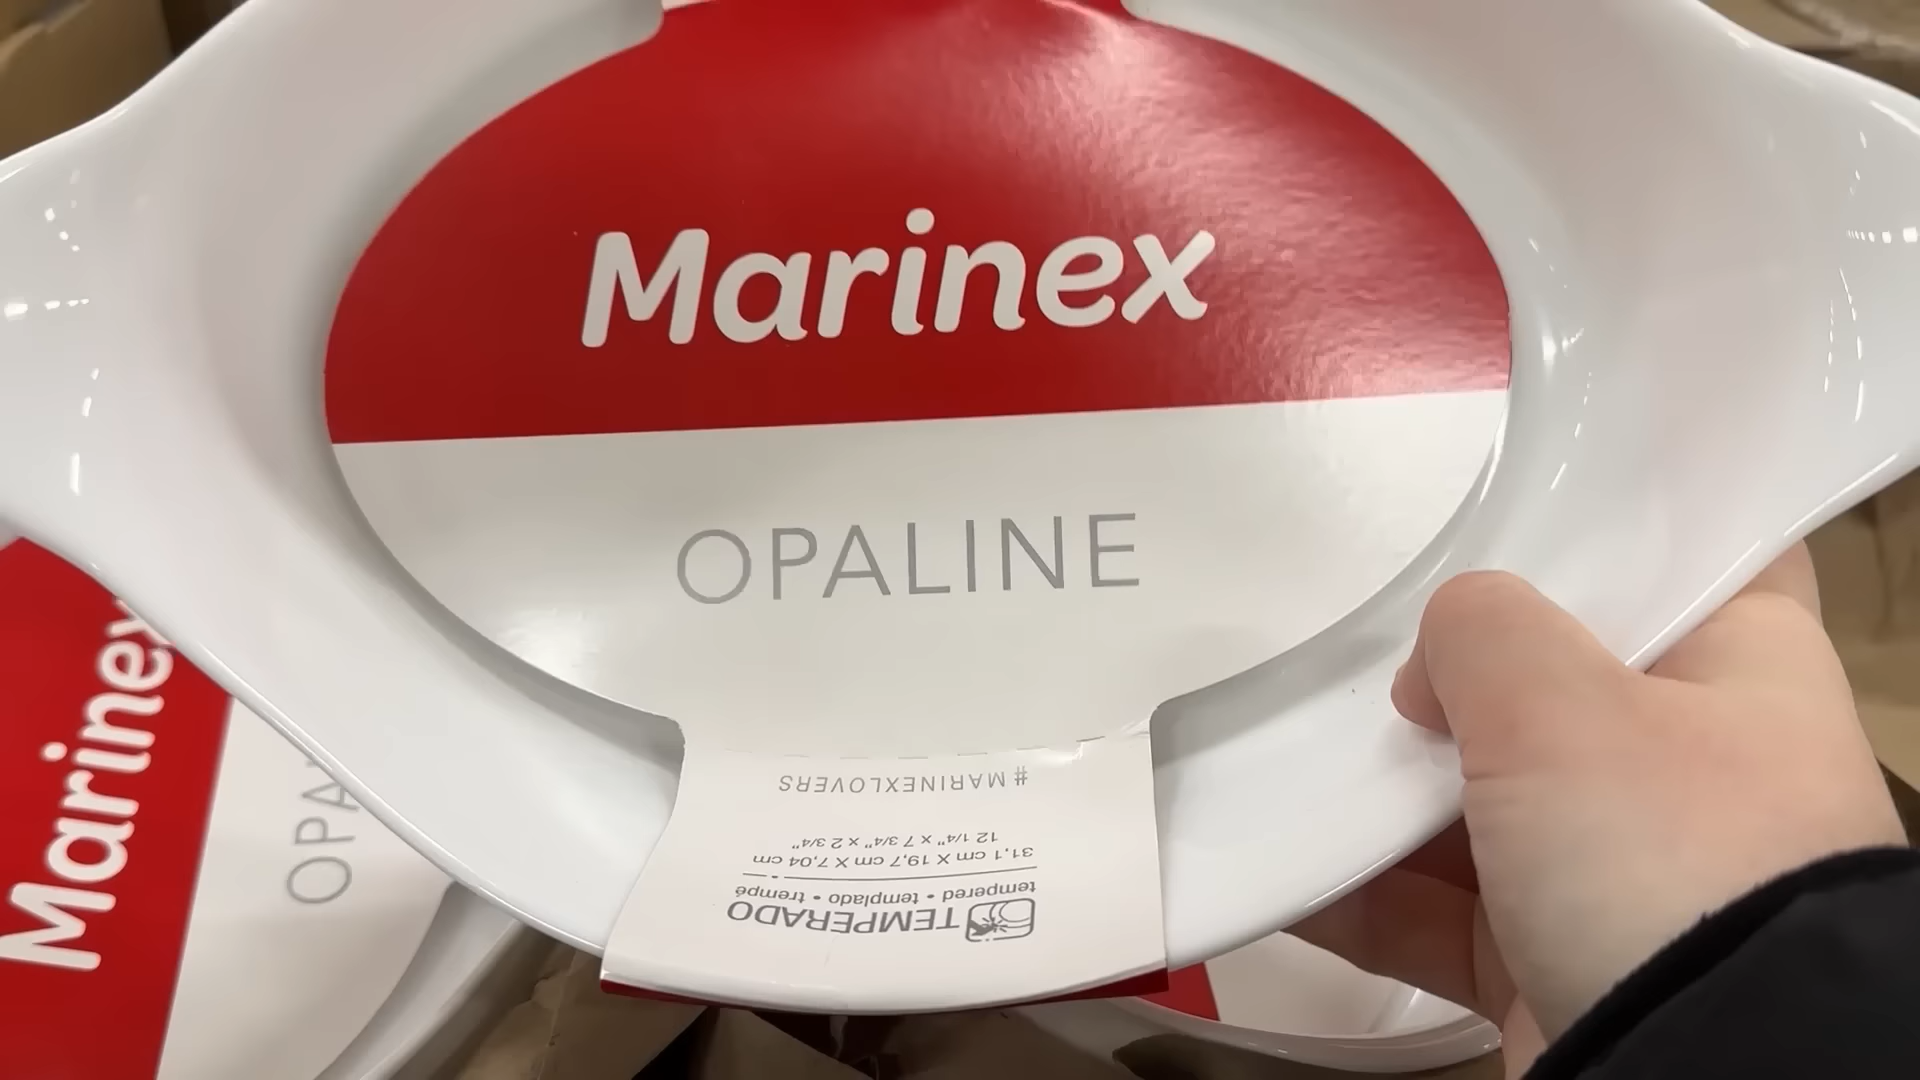 Marinex
OPALINE
#MARINEXLOVERS
12 1/4" x 7 3/4" x 2 3/4"
31,1 cm X 19,7 cm X 7,04 cm
tempered • templado • trempé
TEMPERADO
Marinex
OPA